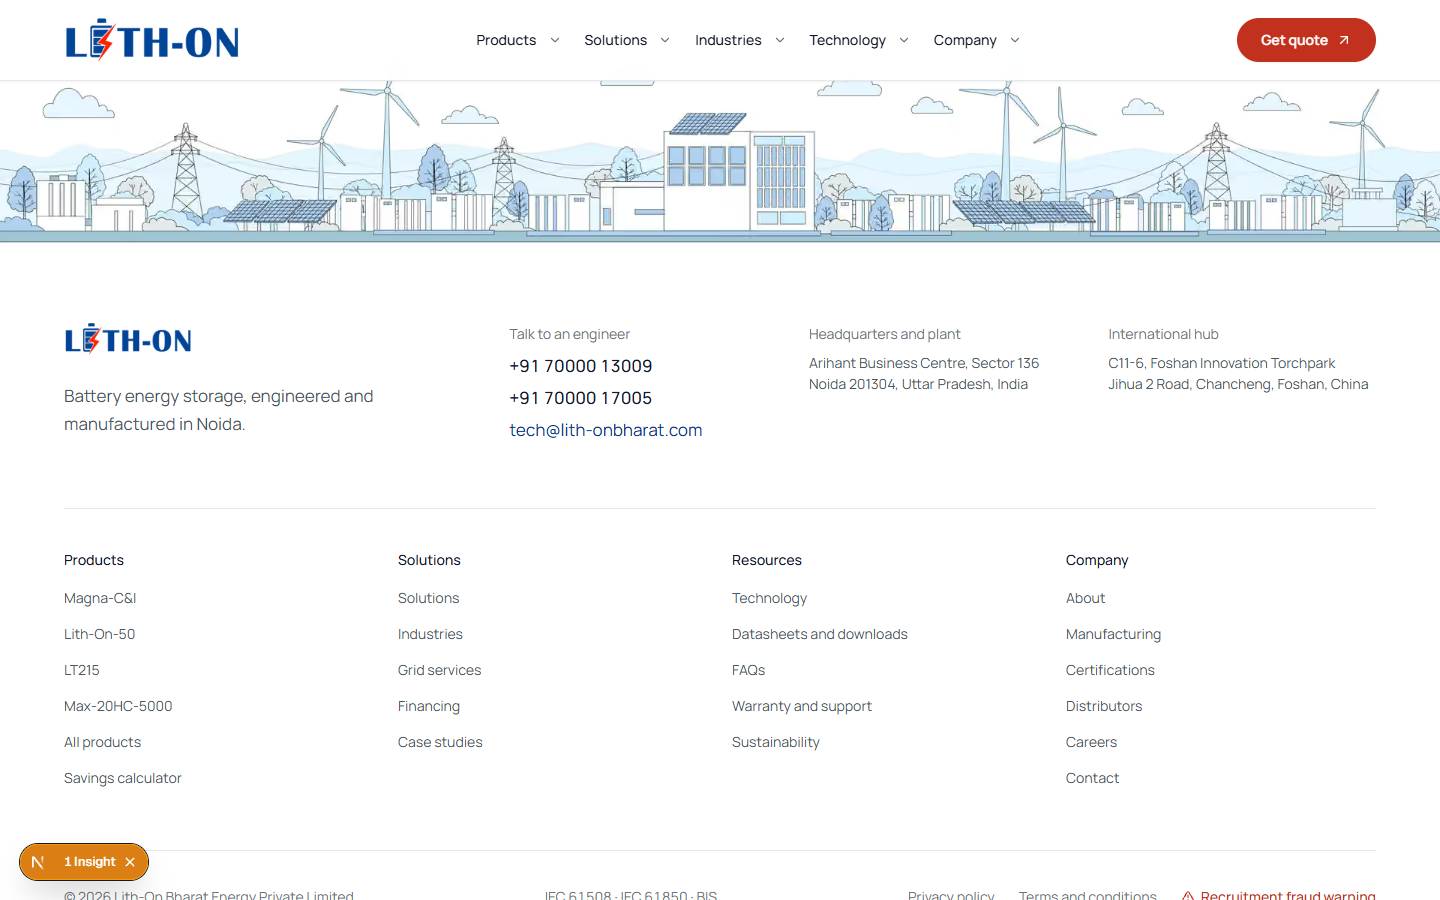 LITH-ON
Products
Solutions
Industries
Technology
Company
Get quote
LITH-ON
Battery energy storage, engineered and
manufactured in Noida.
Talk to an engineer
+91 70000 13009
+91 70000 17005
tech@lith-onbharat.com
Headquarters and plant
Arihant Business Centre, Sector 136
Noida 201304, Uttar Pradesh, India
International hub
C11-6, Foshan Innovation Torchpark
Jihua 2 Road, Chancheng, Foshan, China
Products
Magna-C&I
Lith-On-50
LT215
Max-20HC-5000
All products
Savings calculator
Solutions
Solutions
Industries
Grid services
Financing
Case studies
Resources
Technology
Datasheets and downloads
FAQs
Warranty and support
Sustainability
Company
About
Manufacturing
Certifications
Distributors
Careers
Contact
1 Insight
© 2026 Lith-On Bharat Energy Private Limited
IEC 61508 · IEC 61850 · BIS
Privacy policy
Terms and conditions
Recruitment fraud warning